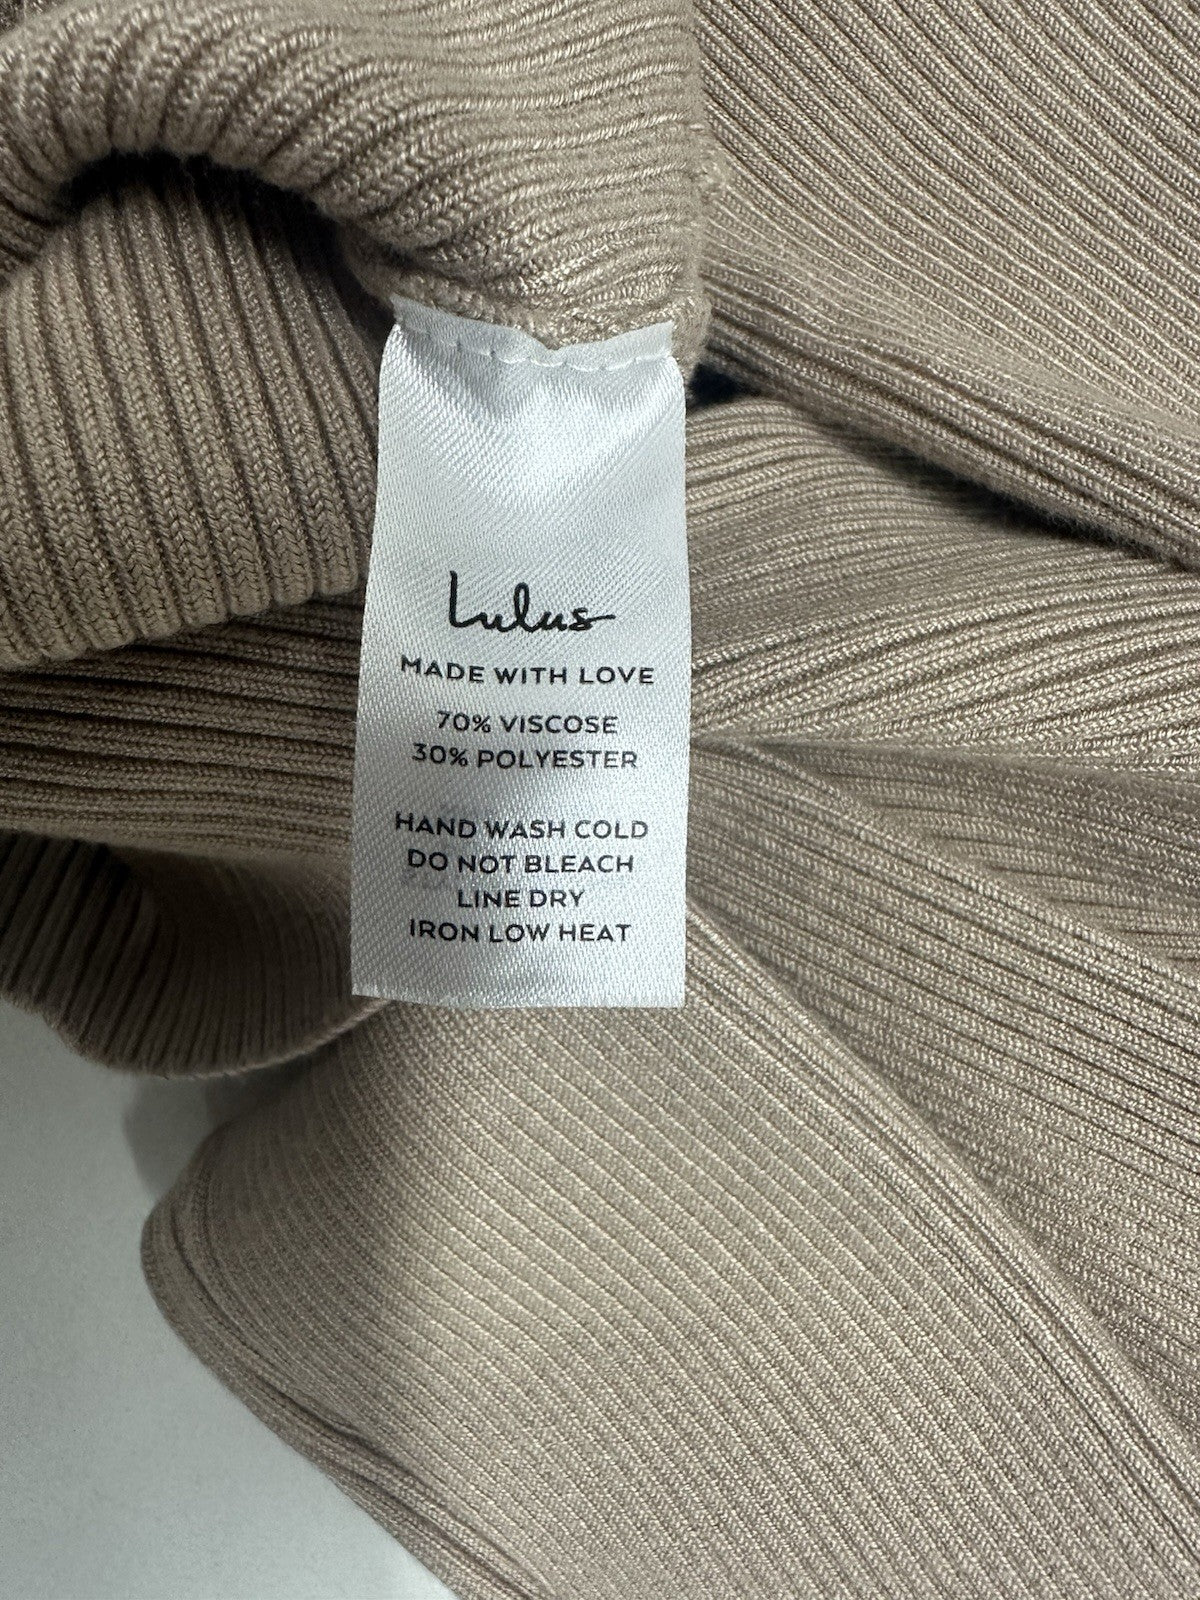 Lulus
MADE WITH LOVE
70% VISCOSE
30% POLYESTER
HAND WASH COLD
DO NOT BLEACH
LINE DRY
IRON LOW HEAT